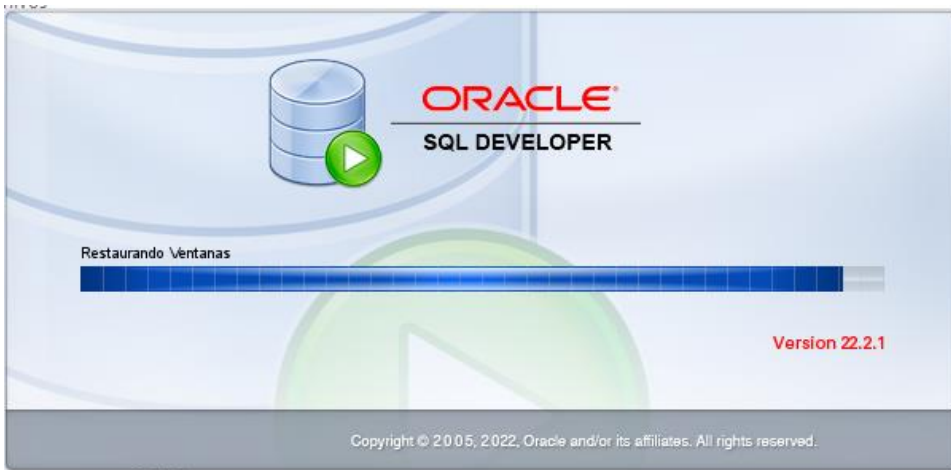 ORACLE
SQL DEVELOPER
Restaurando Ventanas
Version 22.2.1
Copyright © 2005, 2022, Oracle and/or its affiliates. All rights reserved.